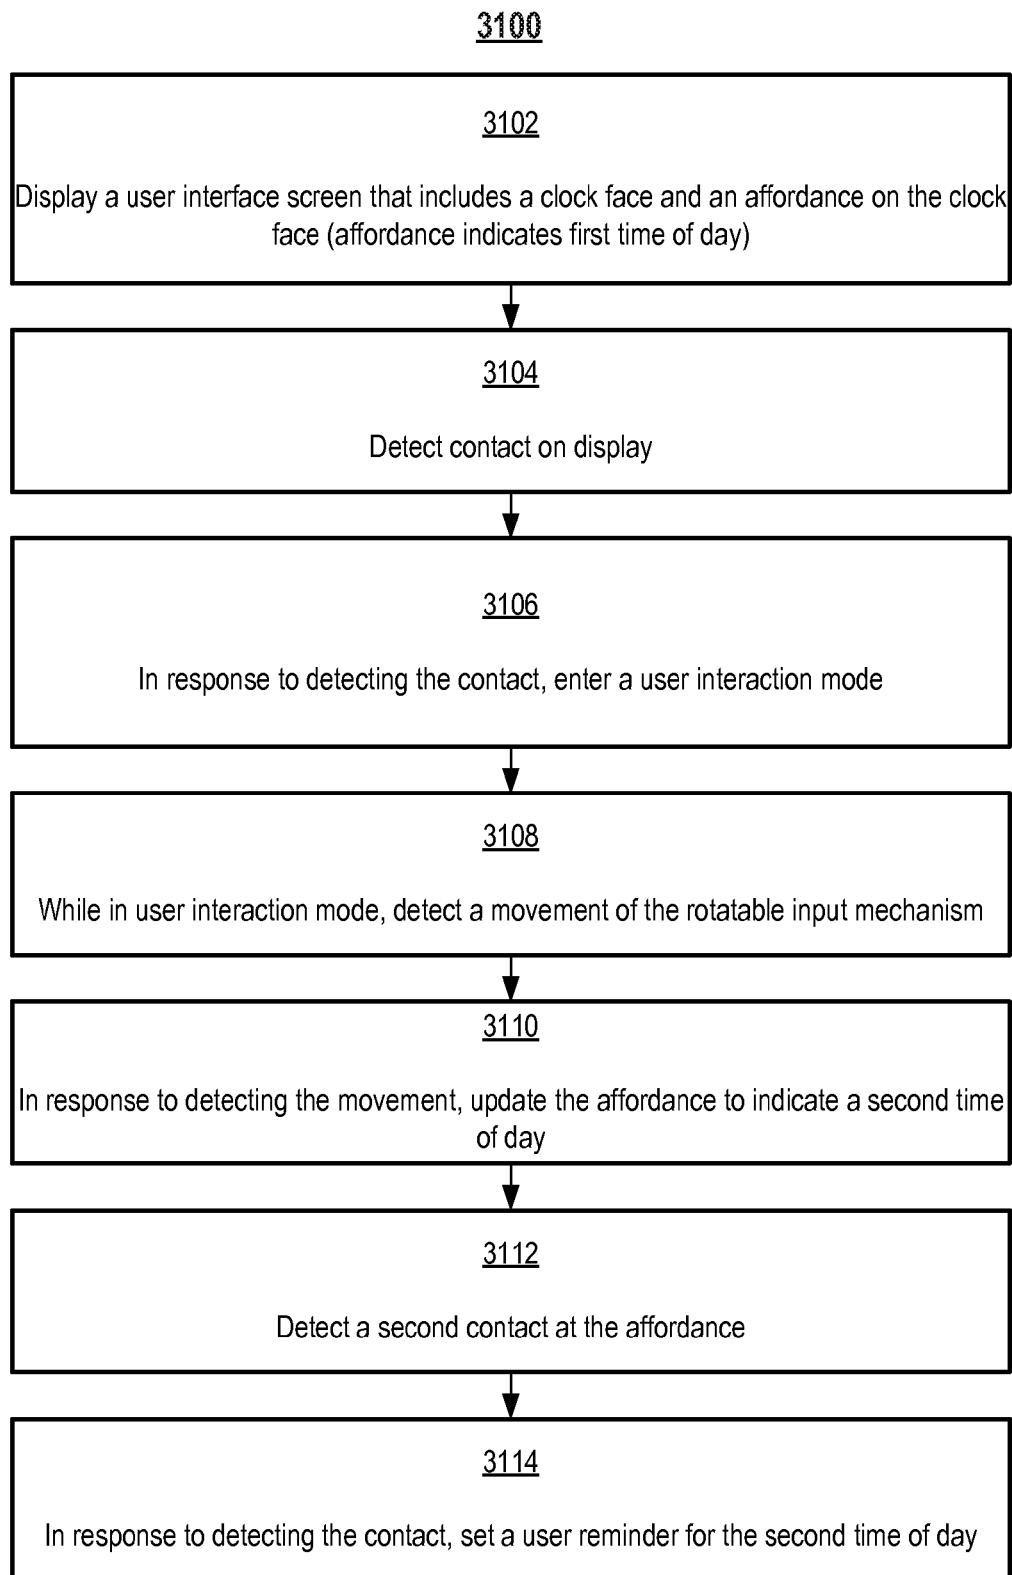 3100
3102
Display a user interface screen that includes a clock face and an affordance on the clock
face (affordance indicates first time of day)
3104
Detect contact on display
3106
In response to detecting the contact, enter a user interaction mode
3108
While in user interaction mode, detect a movement of the rotatable input mechanism
3110
In response to detecting the movement, update the affordance to indicate a second time
of day
3112
Detect a second contact at the affordance
3114
In response to detecting the contact, set a user reminder for the second time of day